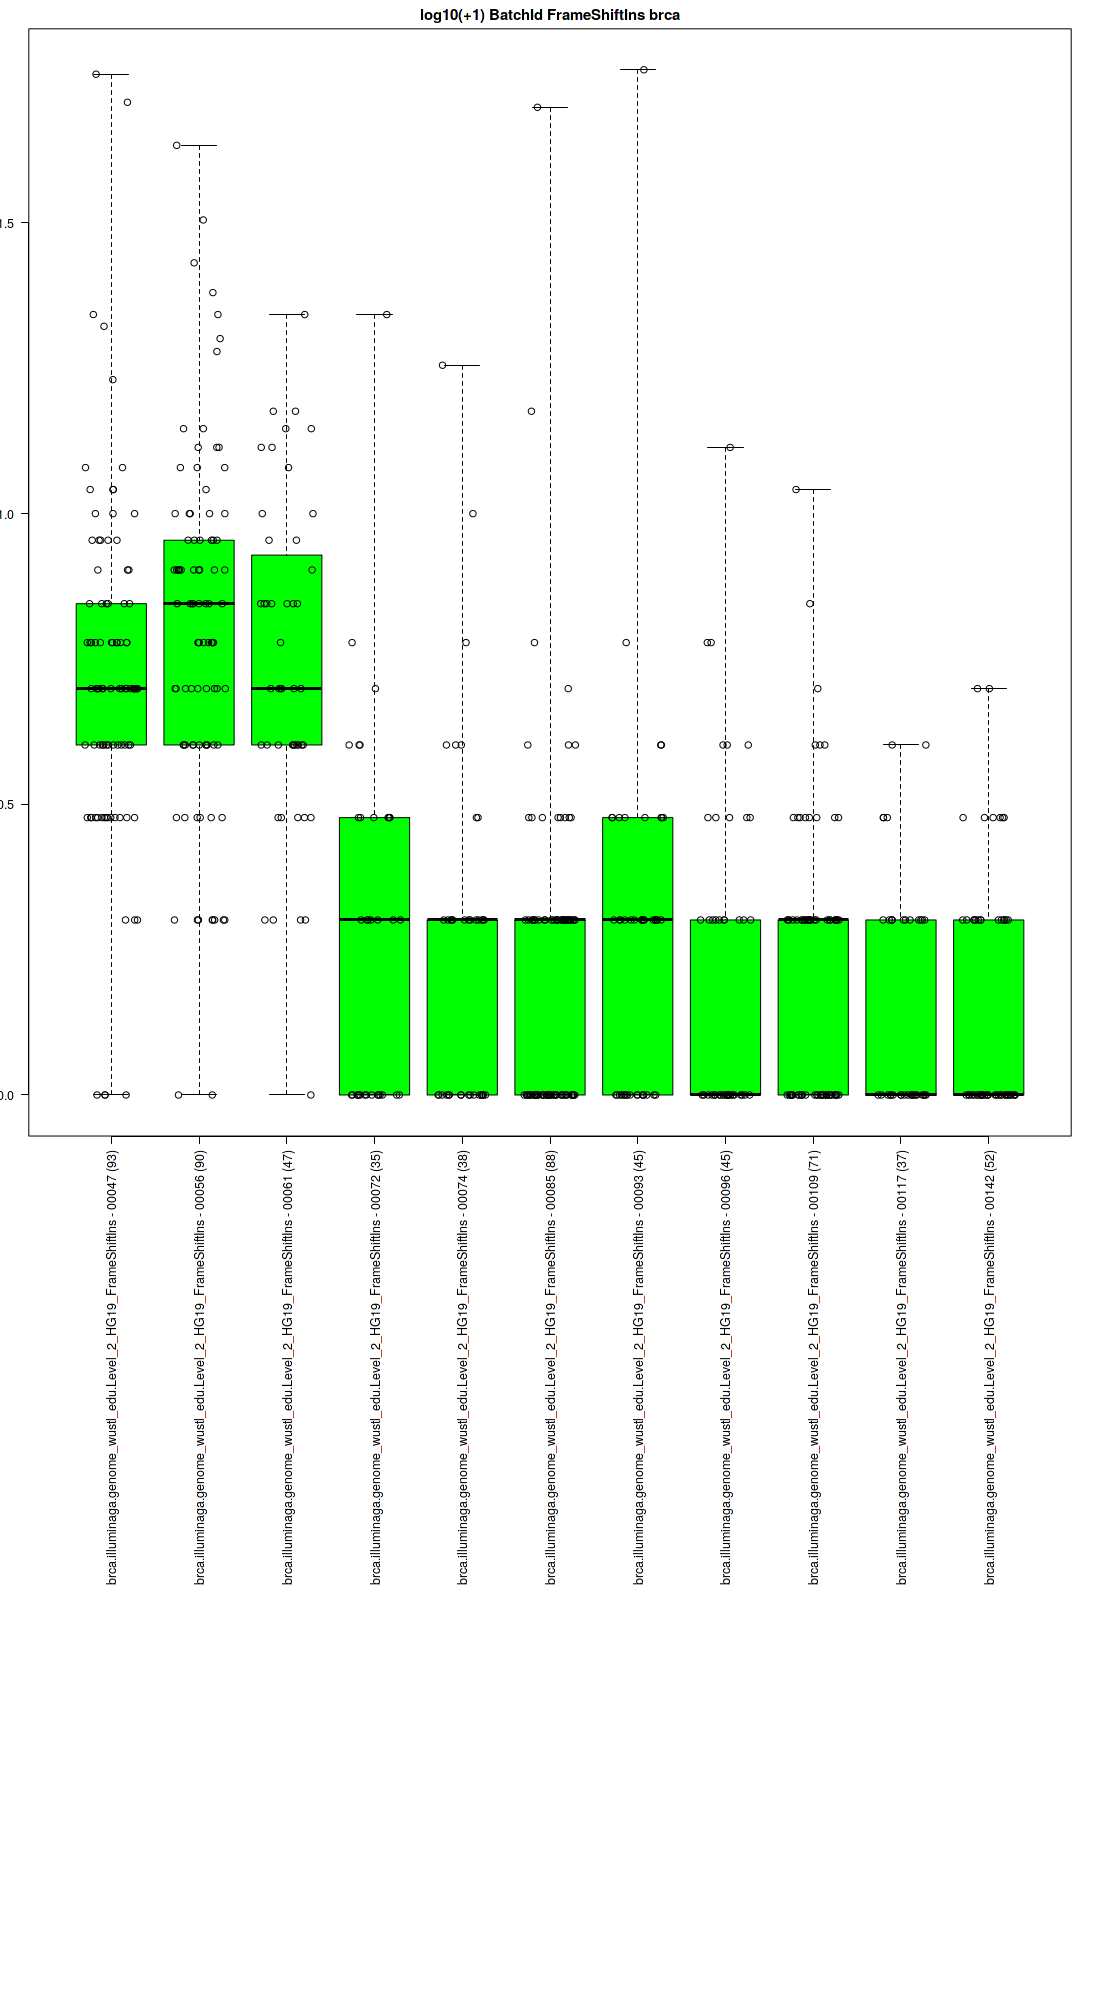 log10(+1) BatchId FrameShiftIns brca
1.5
1.0
0.5
0.0
brca.illuminaga.genome_wustl_edu.Level_2_HG19_FrameShiftIns - 00047 (93)
brca.illuminaga.genome_wustl_edu.Level_2_HG19_FrameShiftIns - 00056 (90)
brca.illuminaga.genome_wustl_edu.Level_2_HG19_FrameShiftIns - 00061 (47)
brca.illuminaga.genome_wustl_edu.Level_2_HG19_FrameShiftIns - 00072 (35)
brca.illuminaga.genome_wustl_edu.Level_2_HG19_FrameShiftIns - 00074 (38)
brca.illuminaga.genome_wustl_edu.Level_2_HG19_FrameShiftIns - 00085 (88)
brca.illuminaga.genome_wustl_edu.Level_2_HG19_FrameShiftIns - 00093 (45)
brca.illuminaga.genome_wustl_edu.Level_2_HG19_FrameShiftIns - 00096 (45)
brca.illuminaga.genome_wustl_edu.Level_2_HG19_FrameShiftIns - 00109 (71)
brca.illuminaga.genome_wustl_edu.Level_2_HG19_FrameShiftIns - 00117 (37)
brca.illuminaga.genome_wustl_edu.Level_2_HG19_FrameShiftIns - 00142 (52)